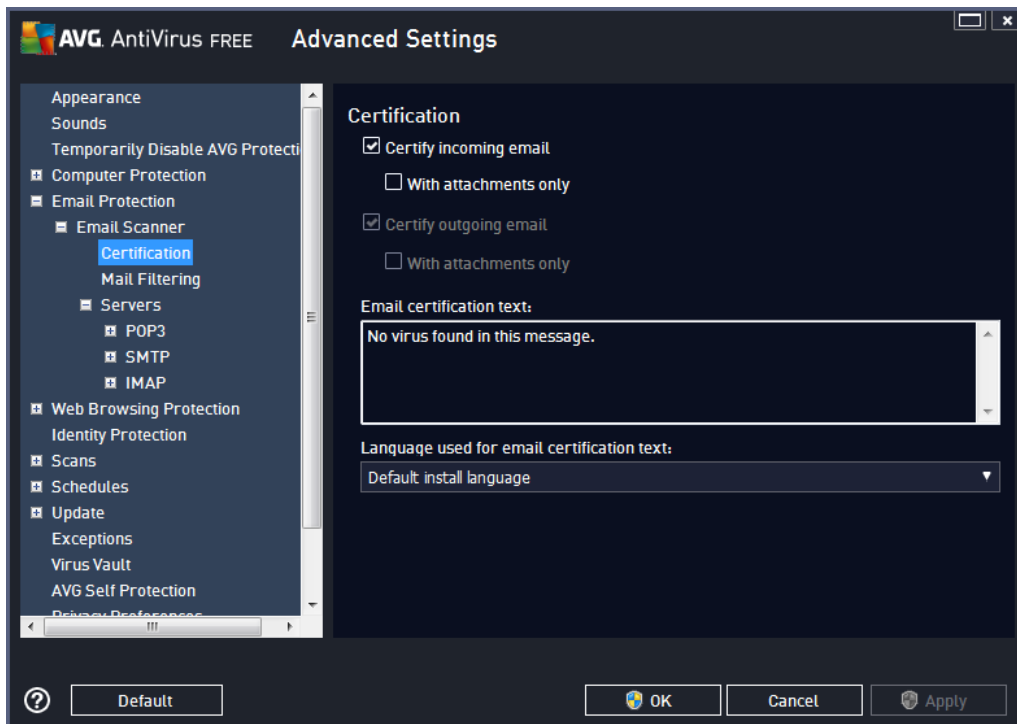 AVG. AntiVirus FREE Advanced Settings
Appearance
Sounds
Temporarily Disable AVG Protecti
Computer Protection
Email Protection
Email Scanner
Certification
Mail Filtering
Servers
POP3
SMTP
IMAP
Web Browsing Protection
Identity Protection
Scans
Schedules
Update
Exceptions
Virus Vault
AVG Self Protection
Privacy Preferences
Certification
Certify incoming email
With attachments only
Certify outgoing email
With attachments only
Email certification text:
No virus found in this message.
Language used for email certification text:
Default install language
Default
OK
Cancel
Apply